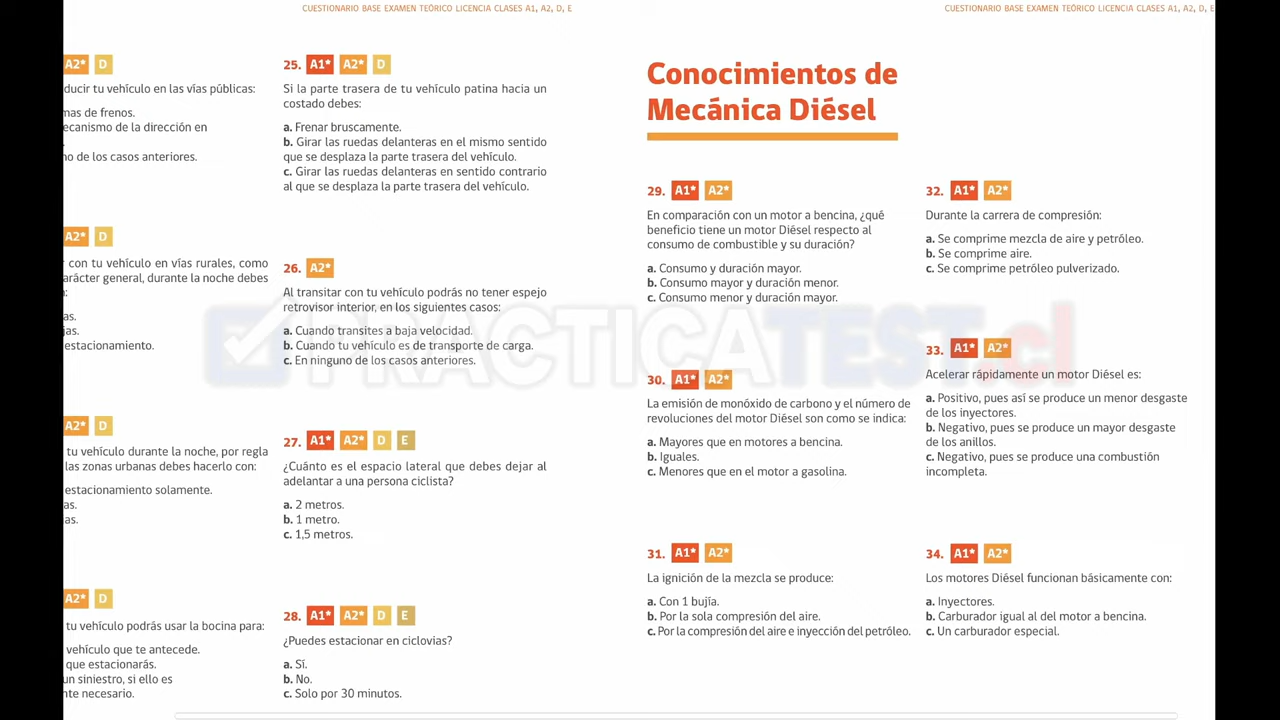 CUESTIONARIO BASE EXAMEN TEÓRICO LICENCIA CLASES A1, A2, D, E
A2* D
ducir tu vehículo en las vías públicas:
mas de frenos.
ecanismo de la dirección en
no de los casos anteriores.
A2* D
con tu vehículo en vías rurales, como
arácter general, durante la noche debes
as.
jas.
estacionamiento.
A2* D
tu vehículo durante la noche, por regla
las zonas urbanas debes hacerlo con:
estacionamiento solamente.
as.
as.
A2* D
tu vehículo podrás usar la bocina para:
vehículo que te antecede.
que estacionarás.
un siniestro, si ello es
nte necesario.
25. A1* A2* D
Si la parte trasera de tu vehículo patina hacia un
costado debes:
a. Frenar bruscamente.
b. Girar las ruedas delanteras en el mismo sentido
que se desplaza la parte trasera del vehículo.
c. Girar las ruedas delanteras en sentido contrario
al que se desplaza la parte trasera del vehículo.
26. A2*
Al transitar con tu vehículo podrás no tener espejo
retrovisor interior, en los siguientes casos:
a. Cuando transites a baja velocidad.
b. Cuando tu vehículo es de transporte de carga.
c. En ninguno de los casos anteriores.
27. A1* A2* D E
¿Cuánto es el espacio lateral que debes dejar al
adelantar a una persona ciclista?
a. 2 metros.
b. 1 metro.
c. 1,5 metros.
28. A1* A2* D E
¿Puedes estacionar en ciclovias?
a. Sí.
b. No.
c. Solo por 30 minutos.
CUESTIONARIO BASE EXAMEN TEÓRICO LICENCIA CLASES A1, A2, D, E
Conocimientos de
Mecánica Diésel
29. A1* A2*
En comparación con un motor a bencina, ¿qué
beneficio tiene un motor Diésel respecto al
consumo de combustible y su duración?
a. Consumo y duración mayor.
b. Consumo mayor y duración menor.
c. Consumo menor y duración mayor.
30. A1* A2*
La emisión de monóxido de carbono y el número de
revoluciones del motor Diésel son como se indica:
a. Mayores que en motores a bencina.
b. Iguales.
c. Menores que en el motor a gasolina.
31. A1* A2*
La ignición de la mezcla se produce:
a. Con 1 bujía.
b. Por la sola compresión del aire.
c. Por la compresión del aire e inyección del petróleo.
32. A1* A2*
Durante la carrera de compresión:
a. Se comprime mezcla de aire y petróleo.
b. Se comprime aire.
c. Se comprime petróleo pulverizado.
33. A1* A2*
Acelerar rápidamente un motor Diésel es:
a. Positivo, pues así se produce un menor desgaste
de los inyectores.
b. Negativo, pues se produce un mayor desgaste
de los anillos.
c. Negativo, pues se produce una combustión
incompleta.
34. A1* A2*
Los motores Diésel funcionan básicamente con:
a. Inyectores.
b. Carburador igual al del motor a bencina.
c. Un carburador especial.
PRACTICATEST.cl